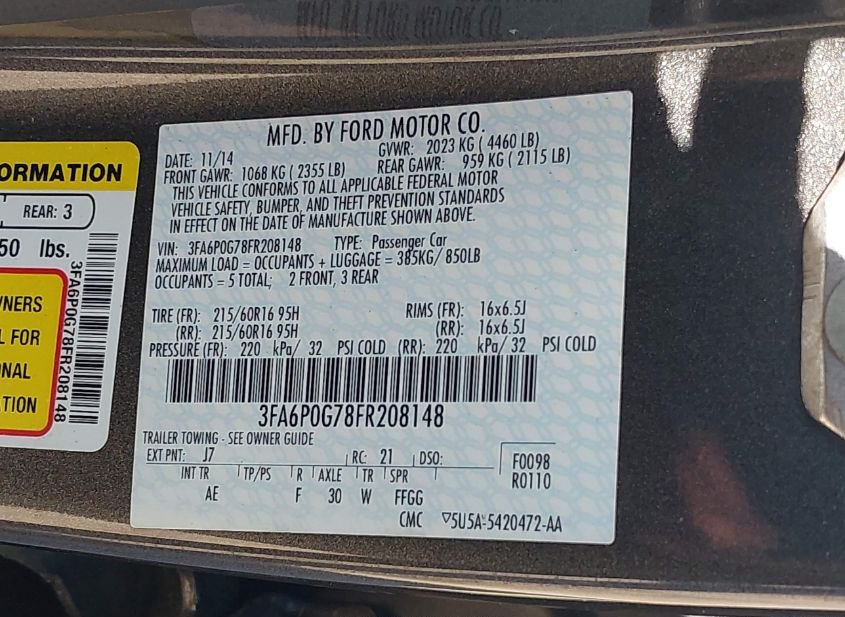 MFD. BY FORD MOTOR CO.
DATE: 11/14 GVWR: 2023 KG ( 4460 LB)
FRONT GAWR: 1068 KG ( 2355 LB) REAR GAWR: 959 KG ( 2115 LB)
THIS VEHICLE CONFORMS TO ALL APPLICABLE FEDERAL MOTOR
VEHICLE SAFETY, BUMPER, AND THEFT PREVENTION STANDARDS
IN EFFECT ON THE DATE OF MANUFACTURE SHOWN ABOVE.
VIN: 3FA6P0G78FR208148 TYPE: Passenger Car
MAXIMUM LOAD = OCCUPANTS + LUGGAGE = 385KG/ 850LB
OCCUPANTS = 5 TOTAL; 2 FRONT, 3 REAR
TIRE (FR): 215/60R16 95H RIMS (FR): 16x6.5J
(RR): 215/60R16 95H (RR): 16x6.5J
PRESSURE (FR): 220 kPa/ 32 PSI COLD (RR): 220 kPa/ 32 PSI COLD
3FA6P0G78FR208148
TRAILER TOWING - SEE OWNER GUIDE
EXT PNT: J7 RC: 21 DSO:
INT TR TP/PS R AXLE TR SPR
AE F 30 W FFGG
F0098
R0110
CMC ▽5U5A-5420472-AA
ORMATION
REAR: 3
50 lbs.
WNERS
L FOR
NAL
TION
3FA6P0G78FR208148